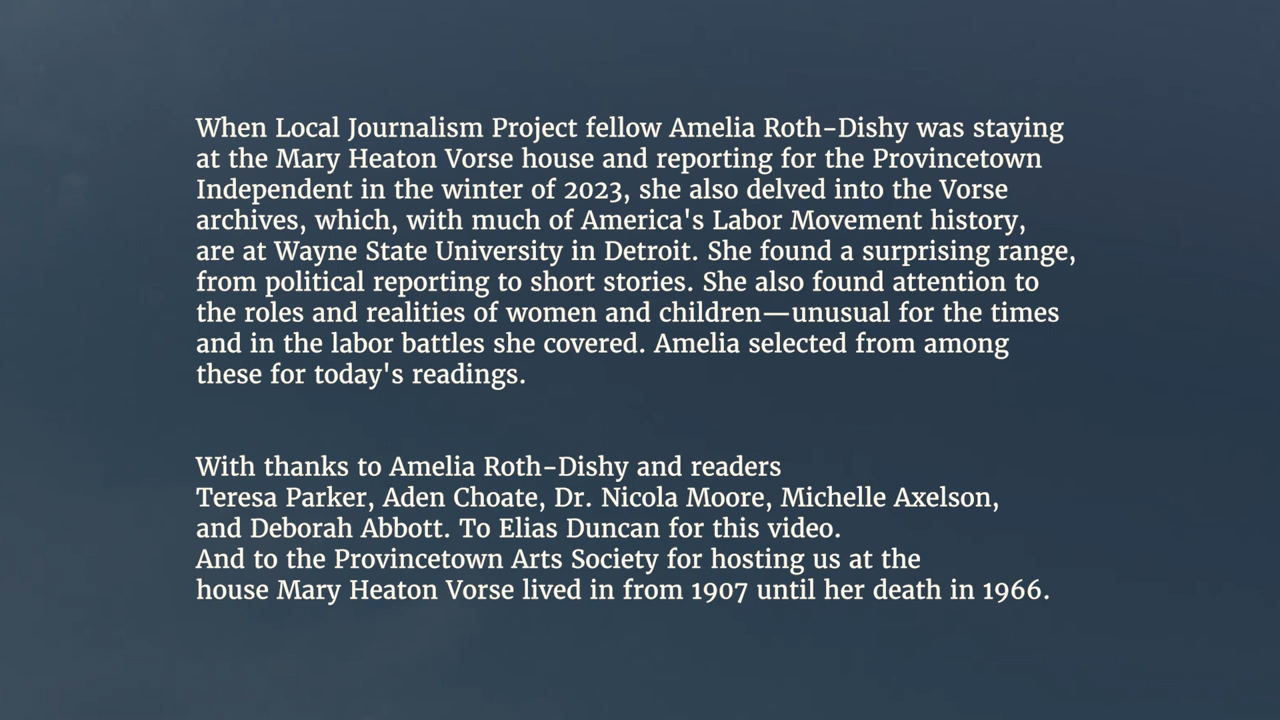 When Local Journalism Project fellow Amelia Roth-Dishy was staying
at the Mary Heaton Vorse house and reporting for the Provincetown
Independent in the winter of 2023, she also delved into the Vorse
archives, which, with much of America's Labor Movement history,
are at Wayne State University in Detroit. She found a surprising range,
from political reporting to short stories. She also found attention to
the roles and realities of women and children—unusual for the times
and in the labor battles she covered. Amelia selected from among
these for today's readings.
With thanks to Amelia Roth-Dishy and readers
Teresa Parker, Aden Choate, Dr. Nicola Moore, Michelle Axelson,
and Deborah Abbott. To Elias Duncan for this video.
And to the Provincetown Arts Society for hosting us at the
house Mary Heaton Vorse lived in from 1907 until her death in 1966.